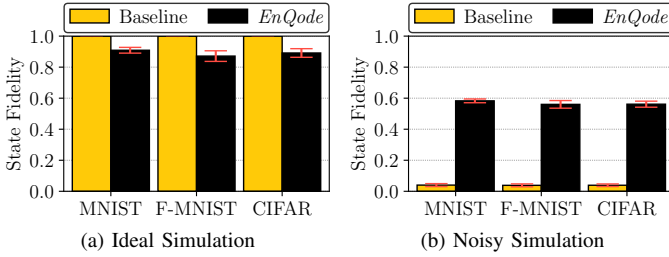 Baseline EnQode
State Fidelity
1.0
0.8
0.6
0.4
0.2
0.0
MNIST F-MNIST CIFAR
(a) Ideal Simulation
Baseline EnQode
State Fidelity
1.0
0.8
0.6
0.4
0.2
0.0
MNIST F-MNIST CIFAR
(b) Noisy Simulation